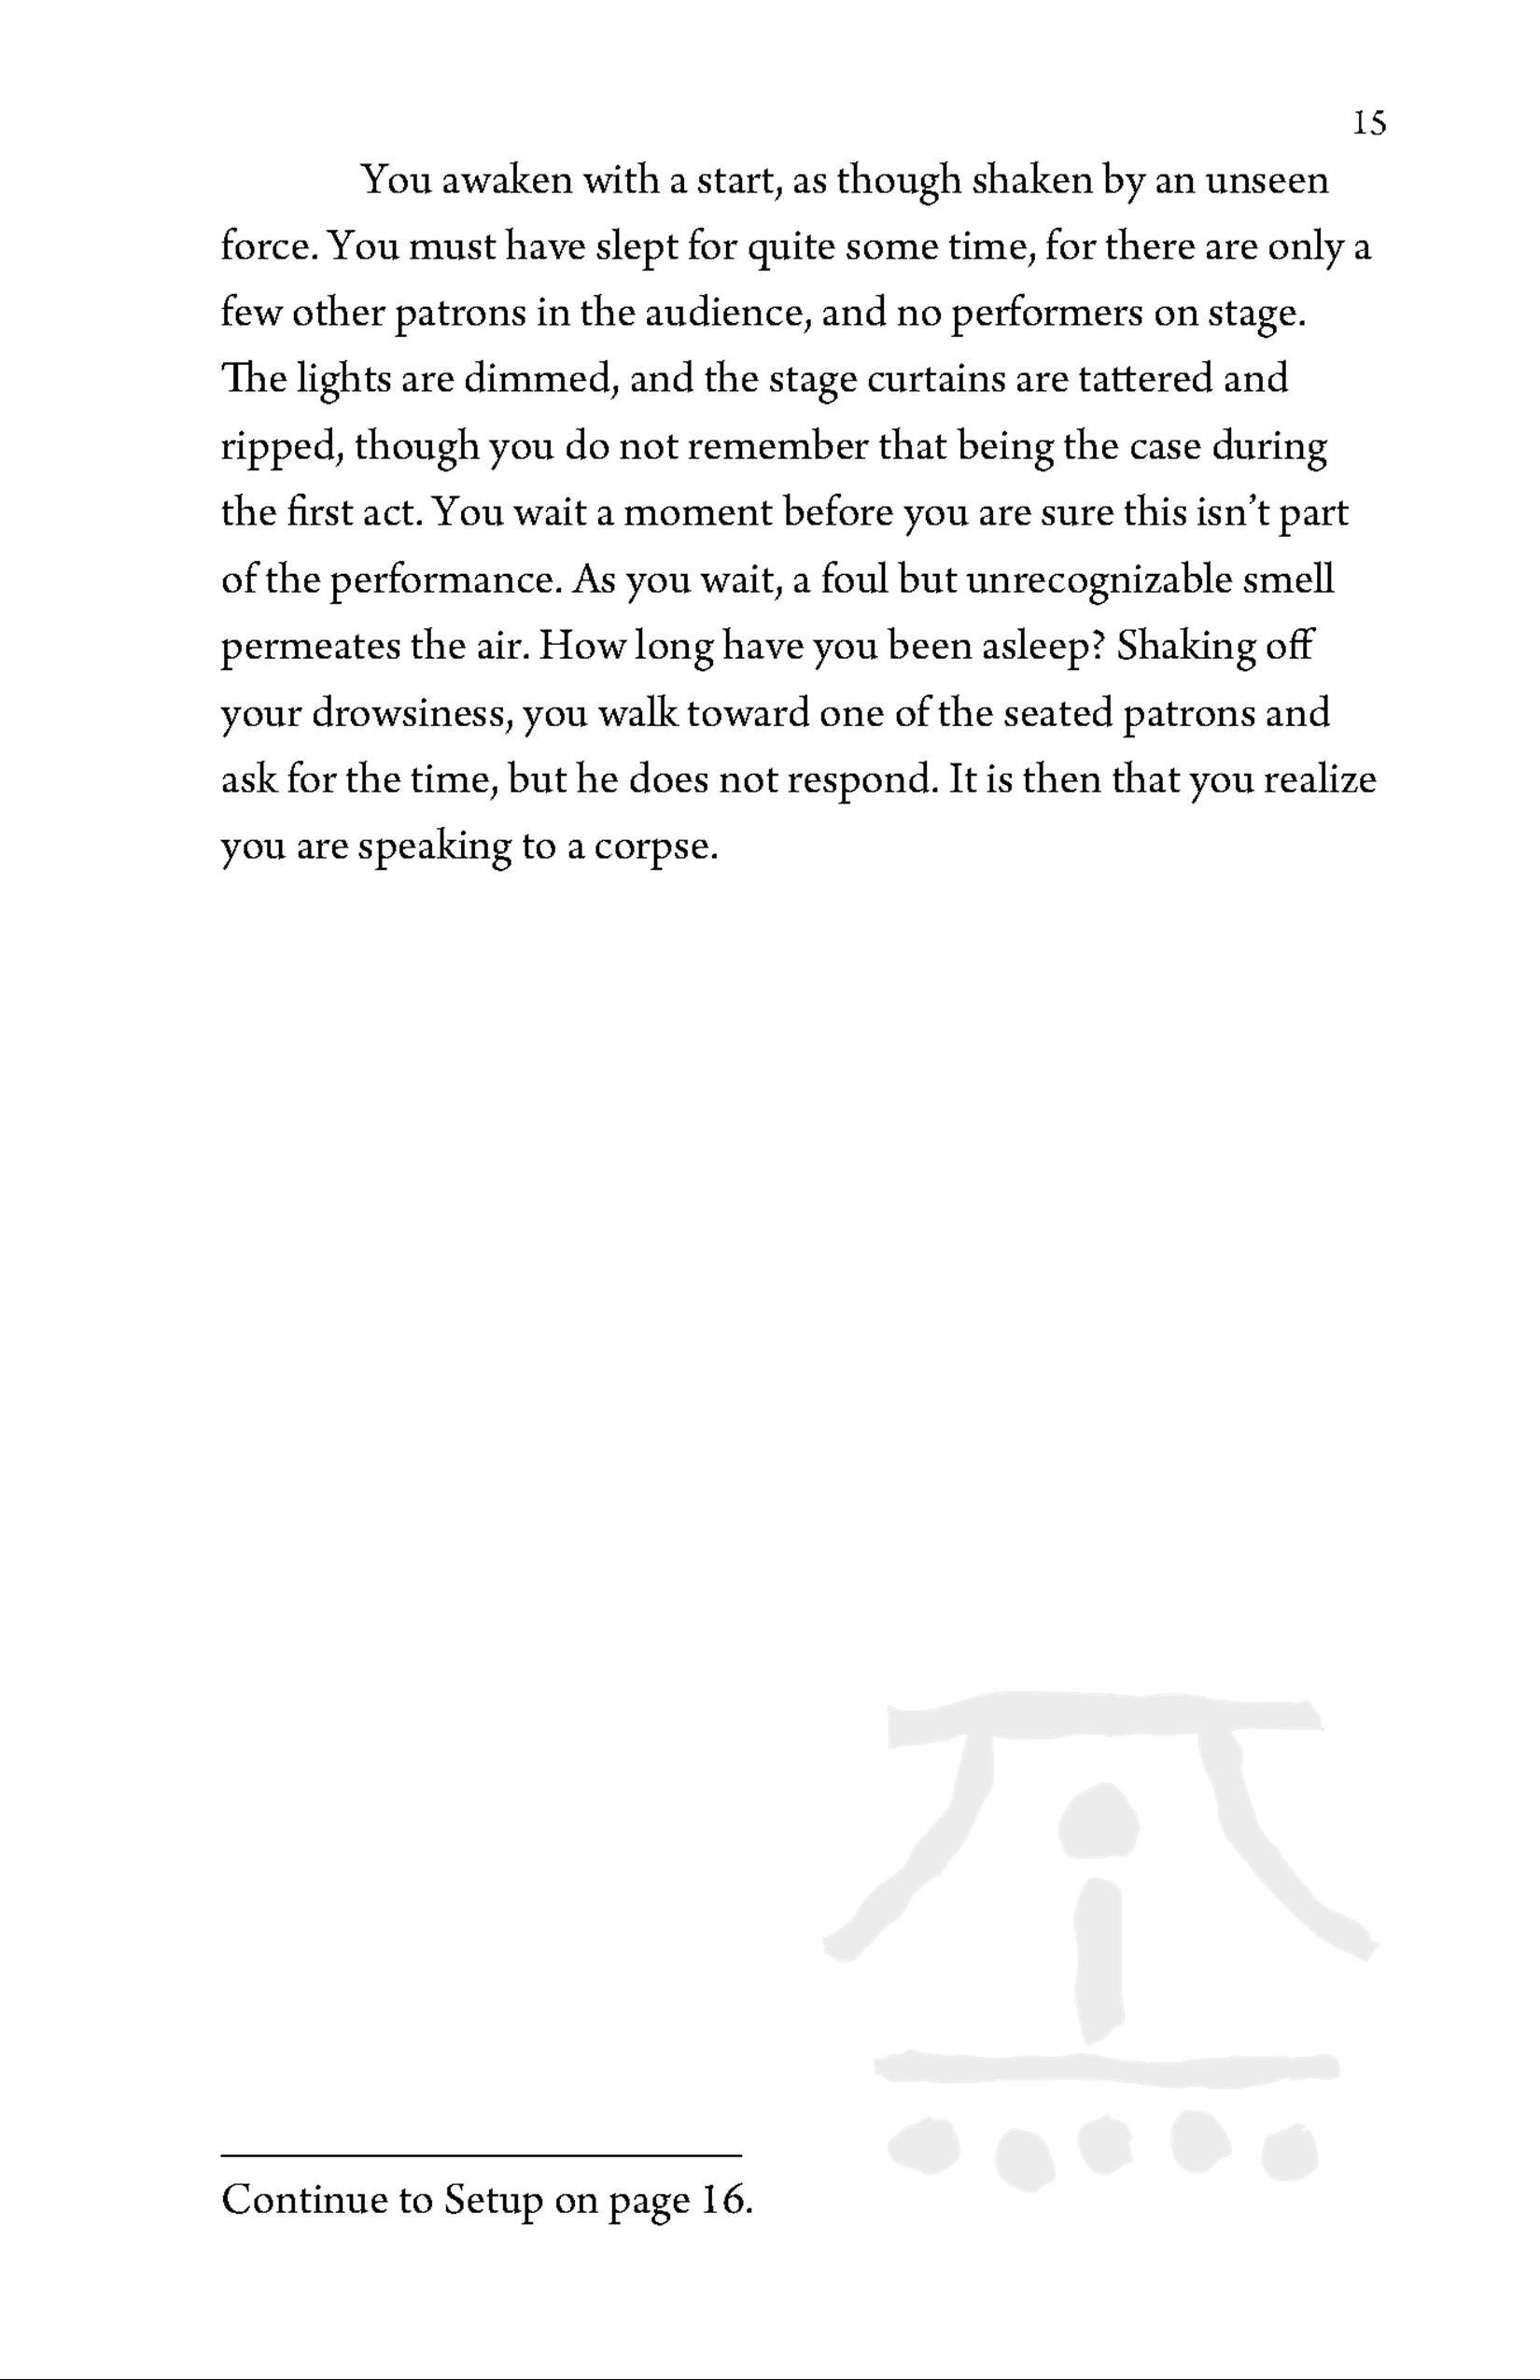 15
You awaken with a start, as though shaken by an unseen
force. You must have slept for quite some time, for there are only a
few other patrons in the audience, and no performers on stage.
The lights are dimmed, and the stage curtains are tattered and
ripped, though you do not remember that being the case during
the first act. You wait a moment before you are sure this isn’t part
of the performance. As you wait, a foul but unrecognizable smell
permeates the air. How long have you been asleep? Shaking off
your drowsiness, you walk toward one of the seated patrons and
ask for the time, but he does not respond. It is then that you realize
you are speaking to a corpse.
Continue to Setup on page 16.